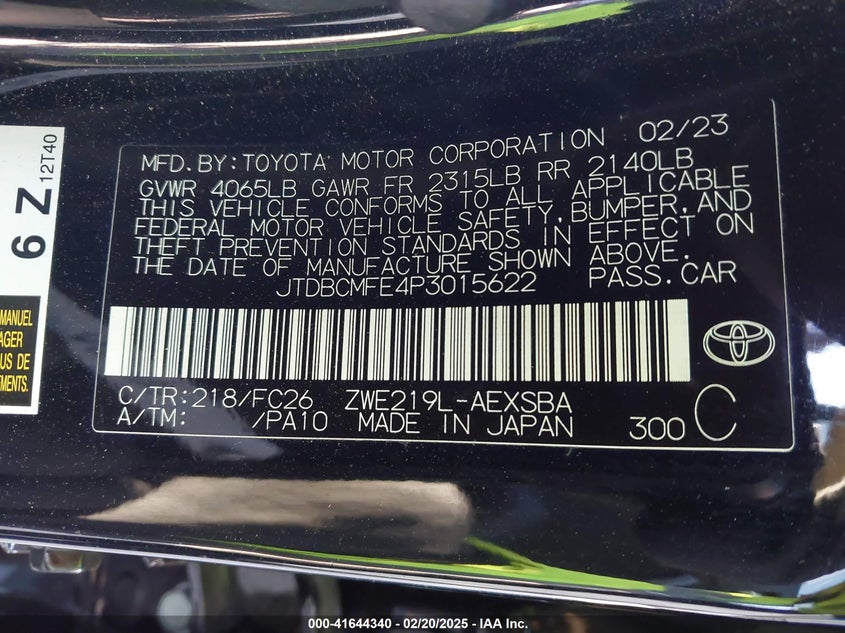 MFD. BY: TOYOTA MOTOR CORPORATION 02/23
GVWR 4065LB GAWR FR 2315LB RR 2140LB
THIS VEHICLE CONFORMS TO ALL APPLICABLE
FEDERAL MOTOR VEHICLE SAFETY, BUMPER, AND
THEFT PREVENTION STANDARDS IN EFFECT ON
THE DATE OF MANUFACTURE SHOWN ABOVE.
JTDBCMFE4P3015622 PASS. CAR
C/TR: 218/FC26 ZWE219L-AEXSBA
A/TM: /PA10 MADE IN JAPAN 300 C
6 Z
12T40
MANUEL
AGER
US DE
CEMENTS.
000-41644340 - 02/20/2025 - IAA Inc.